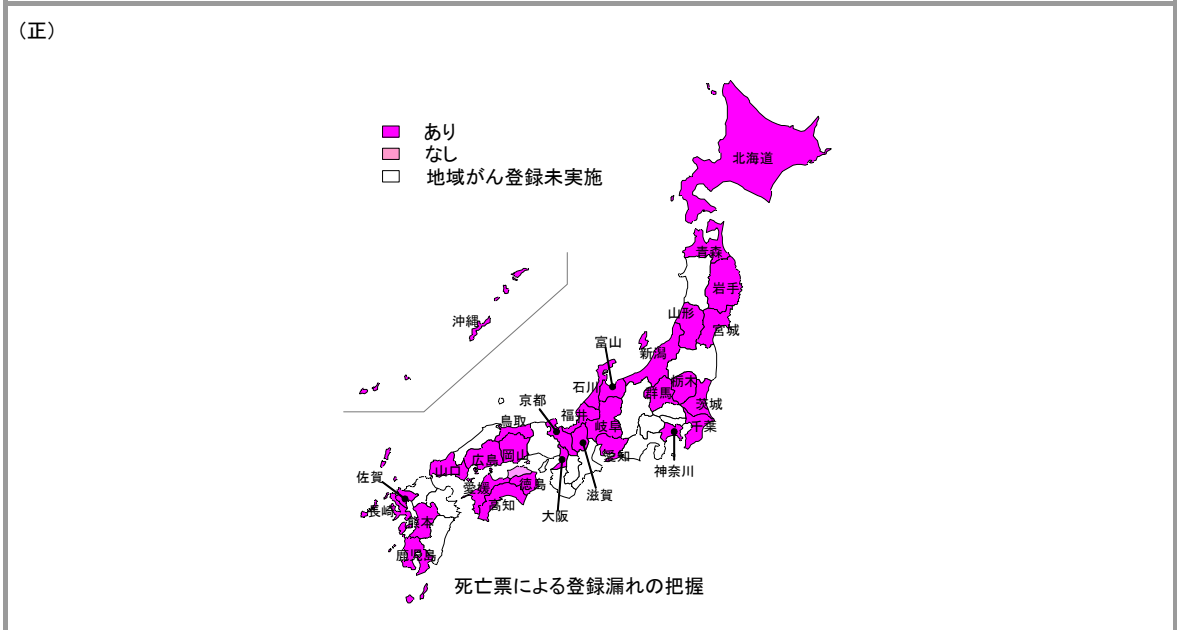 （正）
あり
なし
地域がん登録未実施
北海道
青森
岩手
山形
宮城
沖縄
富山
新潟
栃木
石川
群馬
京都
茨城
福井
鳥取
岐阜
千葉
広島
岡山
愛知
山口
神奈川
佐賀
愛媛
徳島
滋賀
高知
長崎
大阪
熊本
鹿児島
死亡票による登録漏れの把握